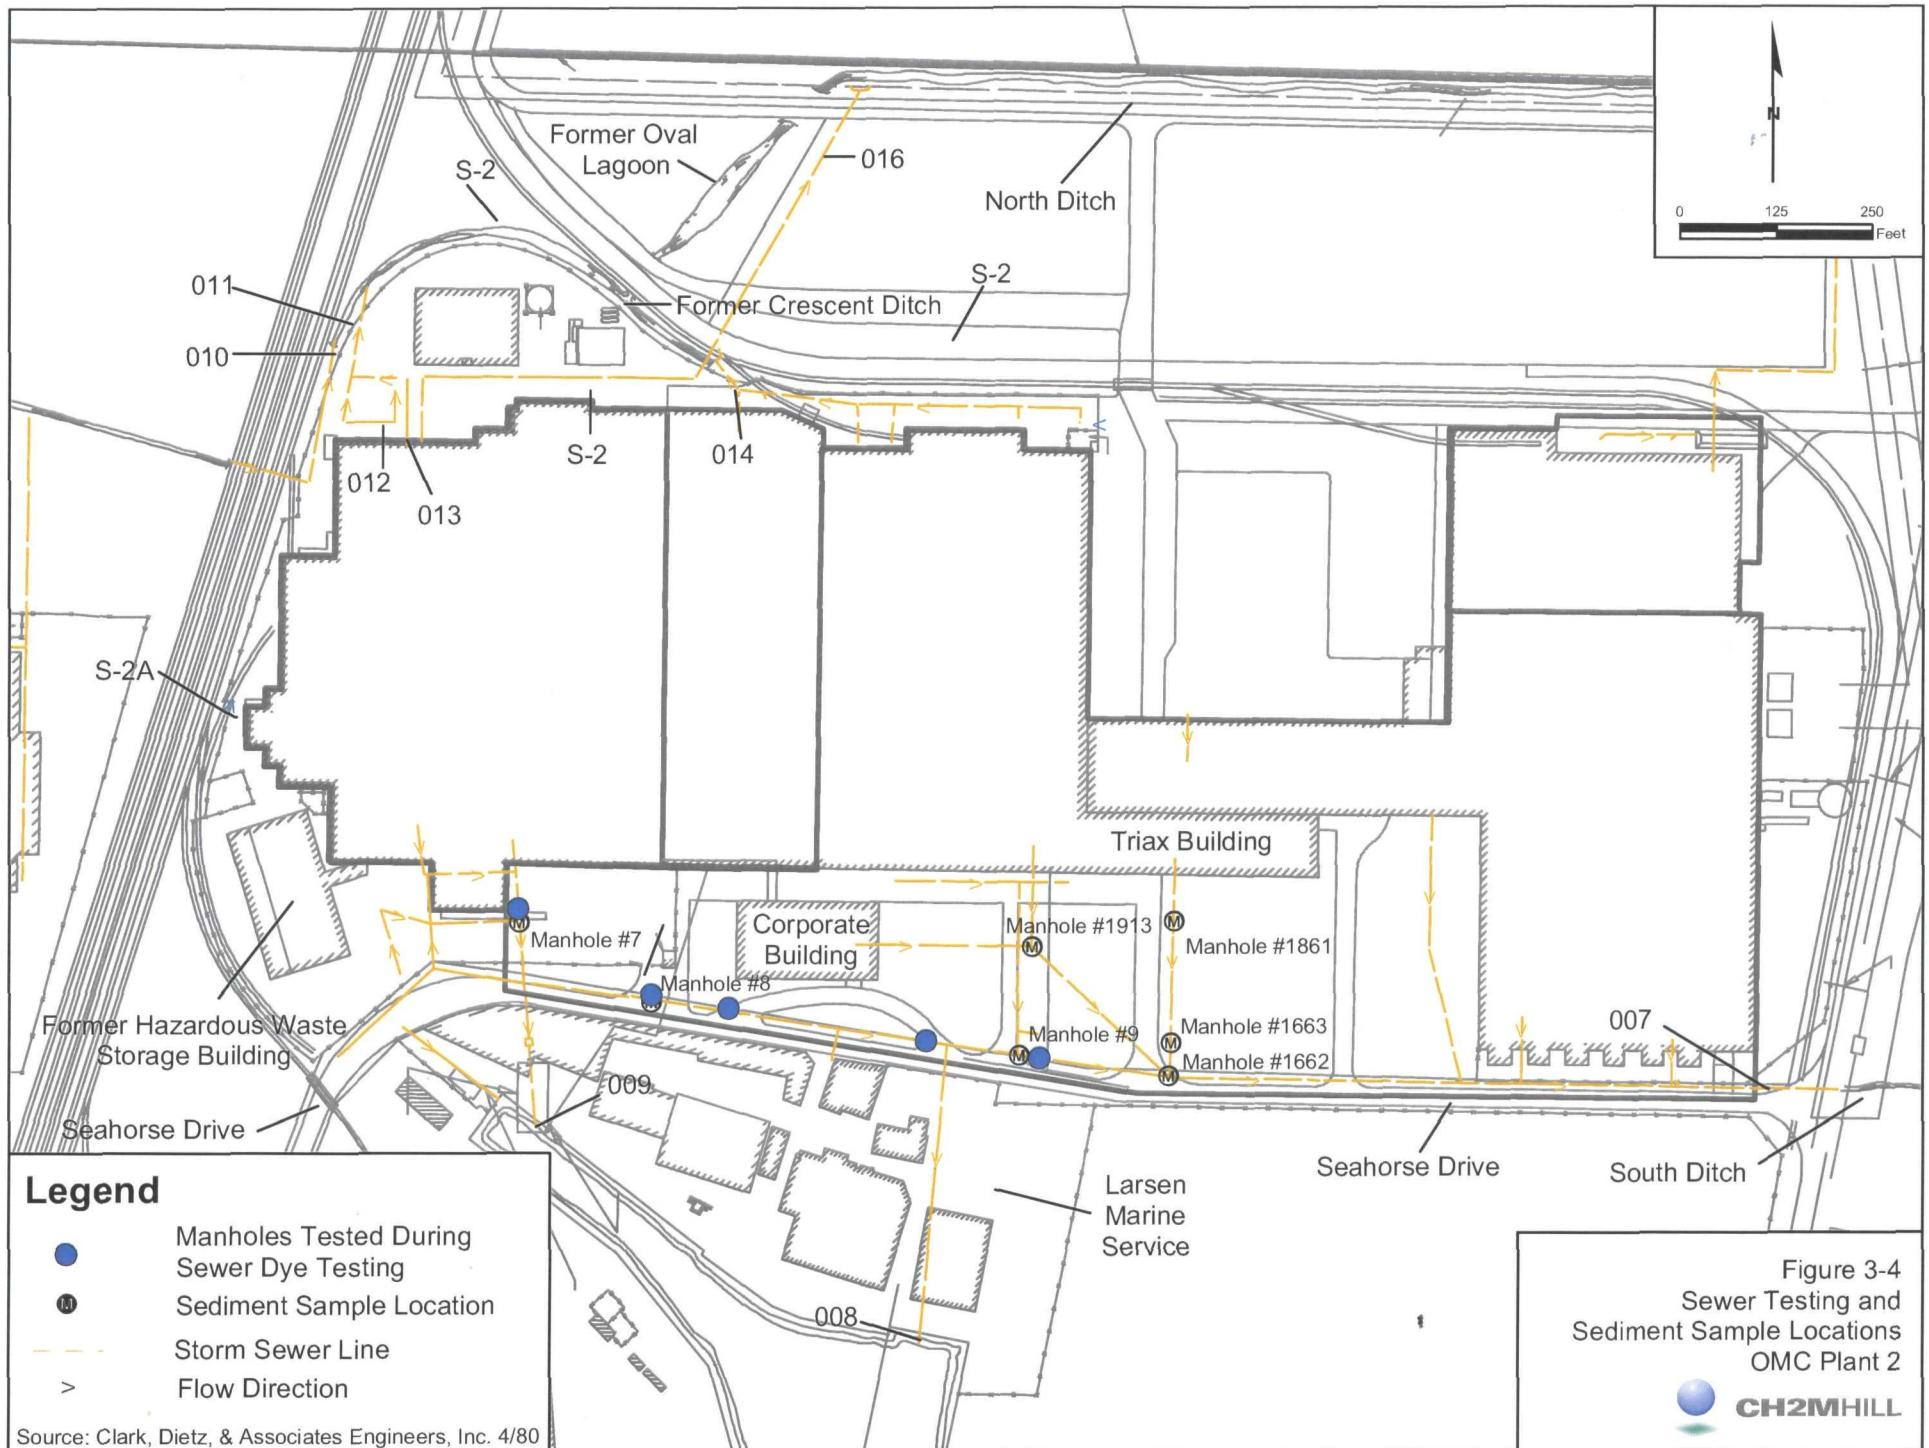 N
0 125 250
Feet
Former Oval
Lagoon
S-2
016
North Ditch
S-2
011
Former Crescent Ditch
010
S-2
014
012
013
S-2A
Triax Building
Corporate
Building
Manhole #1913
Manhole #7
Manhole #1861
Manhole #8
Former Hazardous Waste
Storage Building
Manhole #9
Manhole #1663
Manhole #1662
007
009
Seahorse Drive
Seahorse Drive
South Ditch
Larsen
Marine
Service
008
M
M
M
M
M
M
M
Legend
Manholes Tested During
Sewer Dye Testing
M Sediment Sample Location
Storm Sewer Line
> Flow Direction
Source: Clark, Dietz, & Associates Engineers, Inc. 4/80
Figure 3-4
Sewer Testing and
Sediment Sample Locations
OMC Plant 2
CH2MHILL